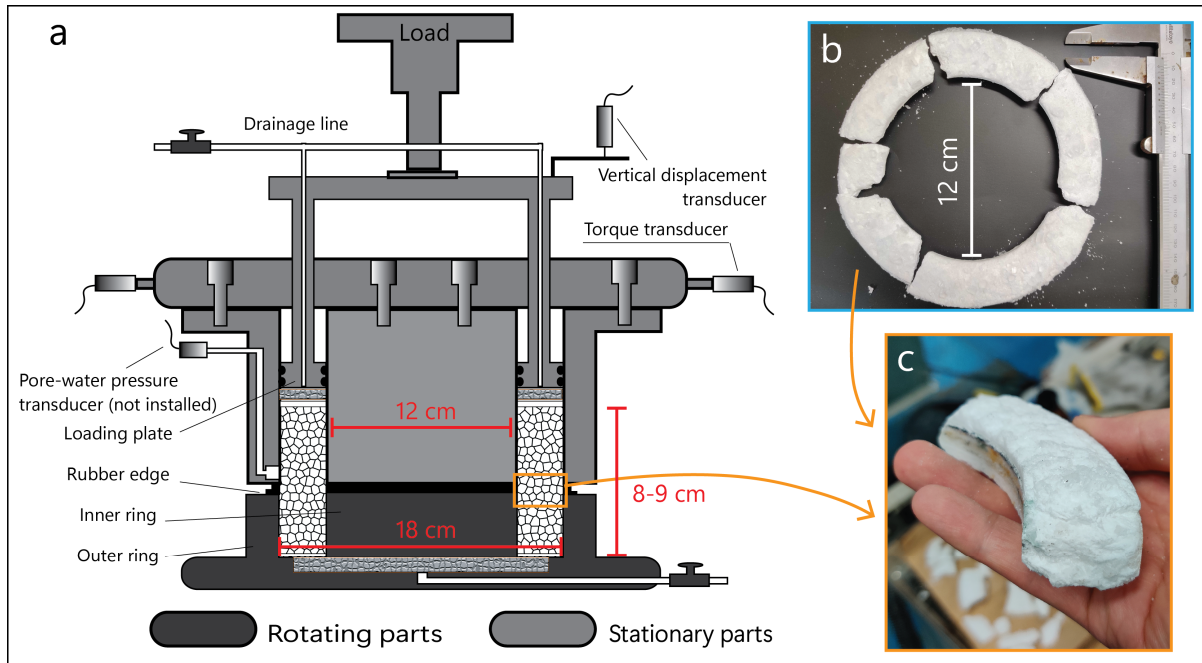 a
Load
Drainage line
Vertical displacement
transducer
Torque transducer
Pore-water pressure
transducer (not installed)
Loading plate
Rubber edge
Inner ring
Outer ring
12 cm
8-9 cm
18 cm
Rotating parts
Stationary parts
b
12 cm
c